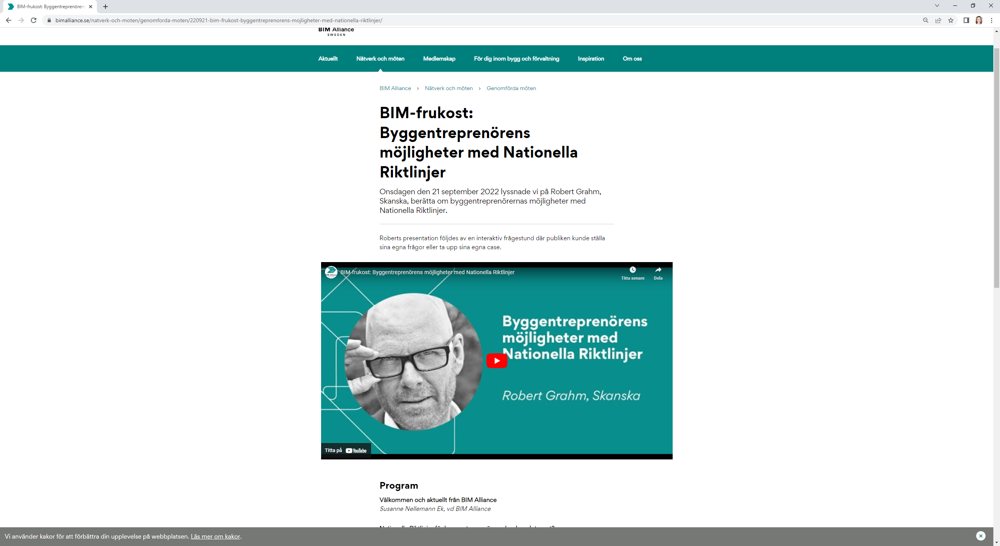 BIM-frukost: Byggentreprenörens
bimalliance.se/natverk-och-moten/genomforda-moten/220921-bim-frukost-byggentreprenorens-mojligheter-med-nationella-riktlinjer/
BIM Alliance
SWEDEN
Aktuellt
Nätverk och möten
Medlemskap
För dig inom bygg och förvaltning
Inspiration
Om oss
BIM Alliance > Nätverk och möten > Genomförda möten
BIM-frukost:
Byggentreprenörens
möjligheter med Nationella
Riktlinjer
Onsdagen den 21 september 2022 lyssnade vi på Robert Grahm,
Skanska, berätta om byggentreprenörernas möjligheter med
Nationella Riktlinjer.
Roberts presentation följdes av en interaktiv frågestund där publiken kunde ställa
sina egna frågor eller ta upp sina egna case.
BIM Alliance
BIM-frukost: Byggentreprenörens möjligheter med Nationella Riktlinjer
Titta senare
Dela
Byggentreprenörens
möjligheter med
Nationella Riktlinjer
Robert Grahm, Skanska
Titta på YouTube
Program
Välkommen och aktuellt från BIM Alliance
Susanne Nellemann Ek, vd BIM Alliance
Vi använder kakor för att förbättra din upplevelse på webbplatsen. Läs mer om kakor.